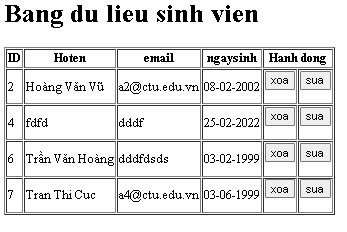 Bang du lieu sinh vien
ID Hoten email ngaysinh Hanh dong
2 Hoàng Văn Vũ a2@ctu.edu.vn 08-02-2002 xoa sua
4 fdfd dddf 25-02-2022 xoa sua
6 Trần Văn Hoàng dddfdsds 03-02-1999 xoa sua
7 Tran Thi Cuc a4@ctu.edu.vn 03-06-1999 xoa sua